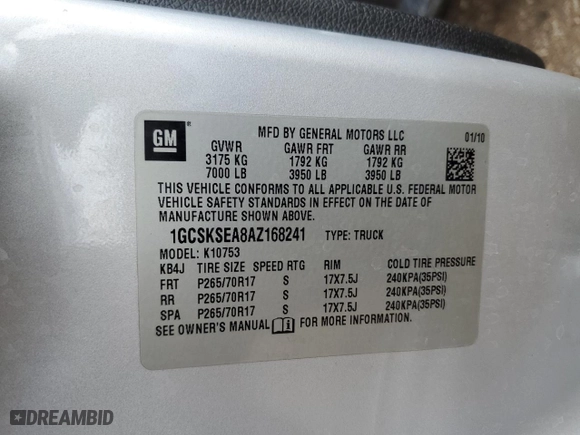 GM
MFD BY GENERAL MOTORS LLC 01/10
GVWR GAWR FRT GAWR RR
3175 KG 1792 KG 1792 KG
7000 LB 3950 LB 3950 LB
THIS VEHICLE CONFORMS TO ALL APPLICABLE U.S. FEDERAL MOTOR
VEHICLE SAFETY STANDARDS IN EFFECT ON THE DATE OF
MANUFACTURE SHOWN ABOVE.
1GCSKSEA8AZ168241 TYPE: TRUCK
MODEL: K10753
KB4J TIRE SIZE SPEED RTG RIM COLD TIRE PRESSURE
FRT P265/70R17 S 17X7.5J 240KPA(35PSI)
RR P265/70R17 S 17X7.5J 240KPA(35PSI)
SPA P265/70R17 S 17X7.5J 240KPA(35PSI)
SEE OWNER'S MANUAL FOR MORE INFORMATION.
DREAMBID